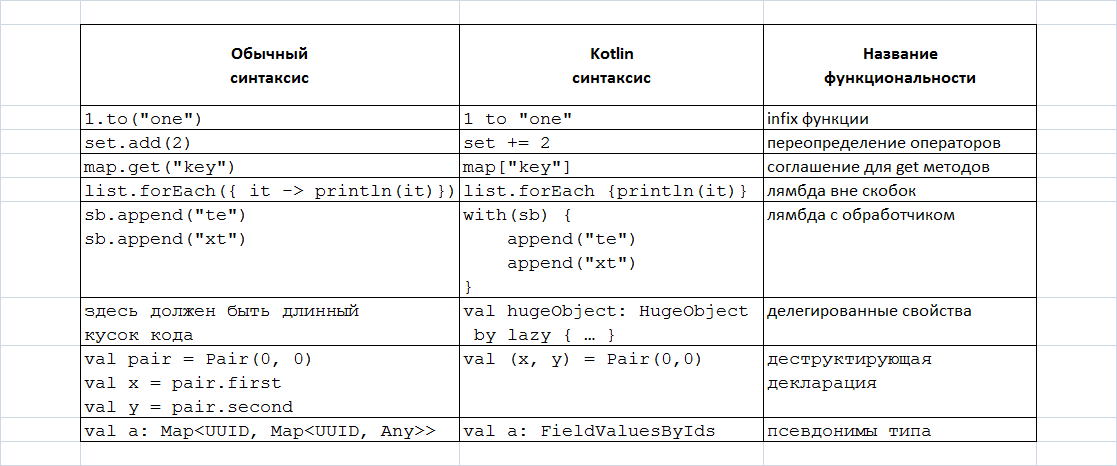 Обычный
синтаксис
Kotlin
синтаксис
Название
функциональности
1.to("one")
1 to "one"
infix функции
set.add(2)
set += 2
переопределение операторов
map.get("key")
map["key"]
соглашение для get методов
list.forEach({ it -> println(it)})
list.forEach {println(it)}
лямбда вне скобок
sb.append("te")
sb.append("xt")
with(sb) {
append("te")
append("xt")
}
лямбда с обработчиком
здесь должен быть длинный
кусок кода
val hugeObject: HugeObject
by lazy { … }
делегированные свойства
val pair = Pair(0, 0)
val x = pair.first
val y = pair.second
val (x, y) = Pair(0,0)
деструктирующая
декларация
val a: Map<UUID, Map<UUID, Any>>
val a: FieldValuesByIds
псевдонимы типа